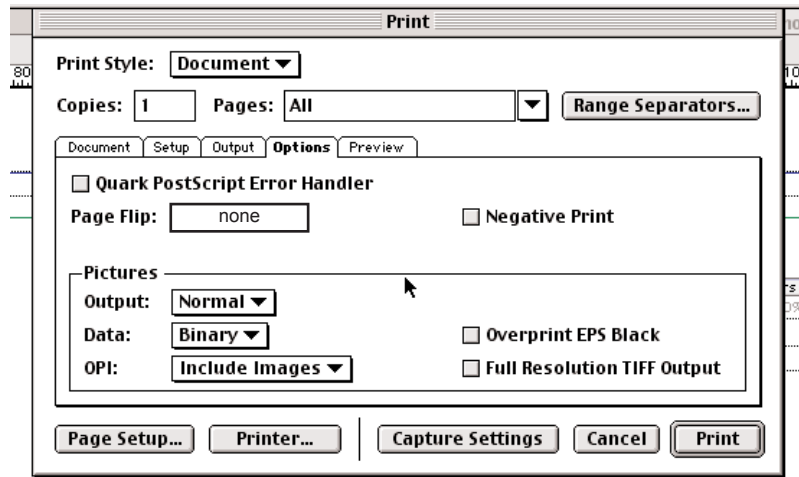 Print
Print Style: Document
Copies: 1 Pages: All Range Separators...
Document Setup Output Options Preview
Quark PostScript Error Handler
Page Flip: none Negative Print
Pictures
Output: Normal
Data: Binary Overprint EPS Black
OPI: Include Images Full Resolution TIFF Output
Page Setup... Printer... Capture Settings Cancel Print
80